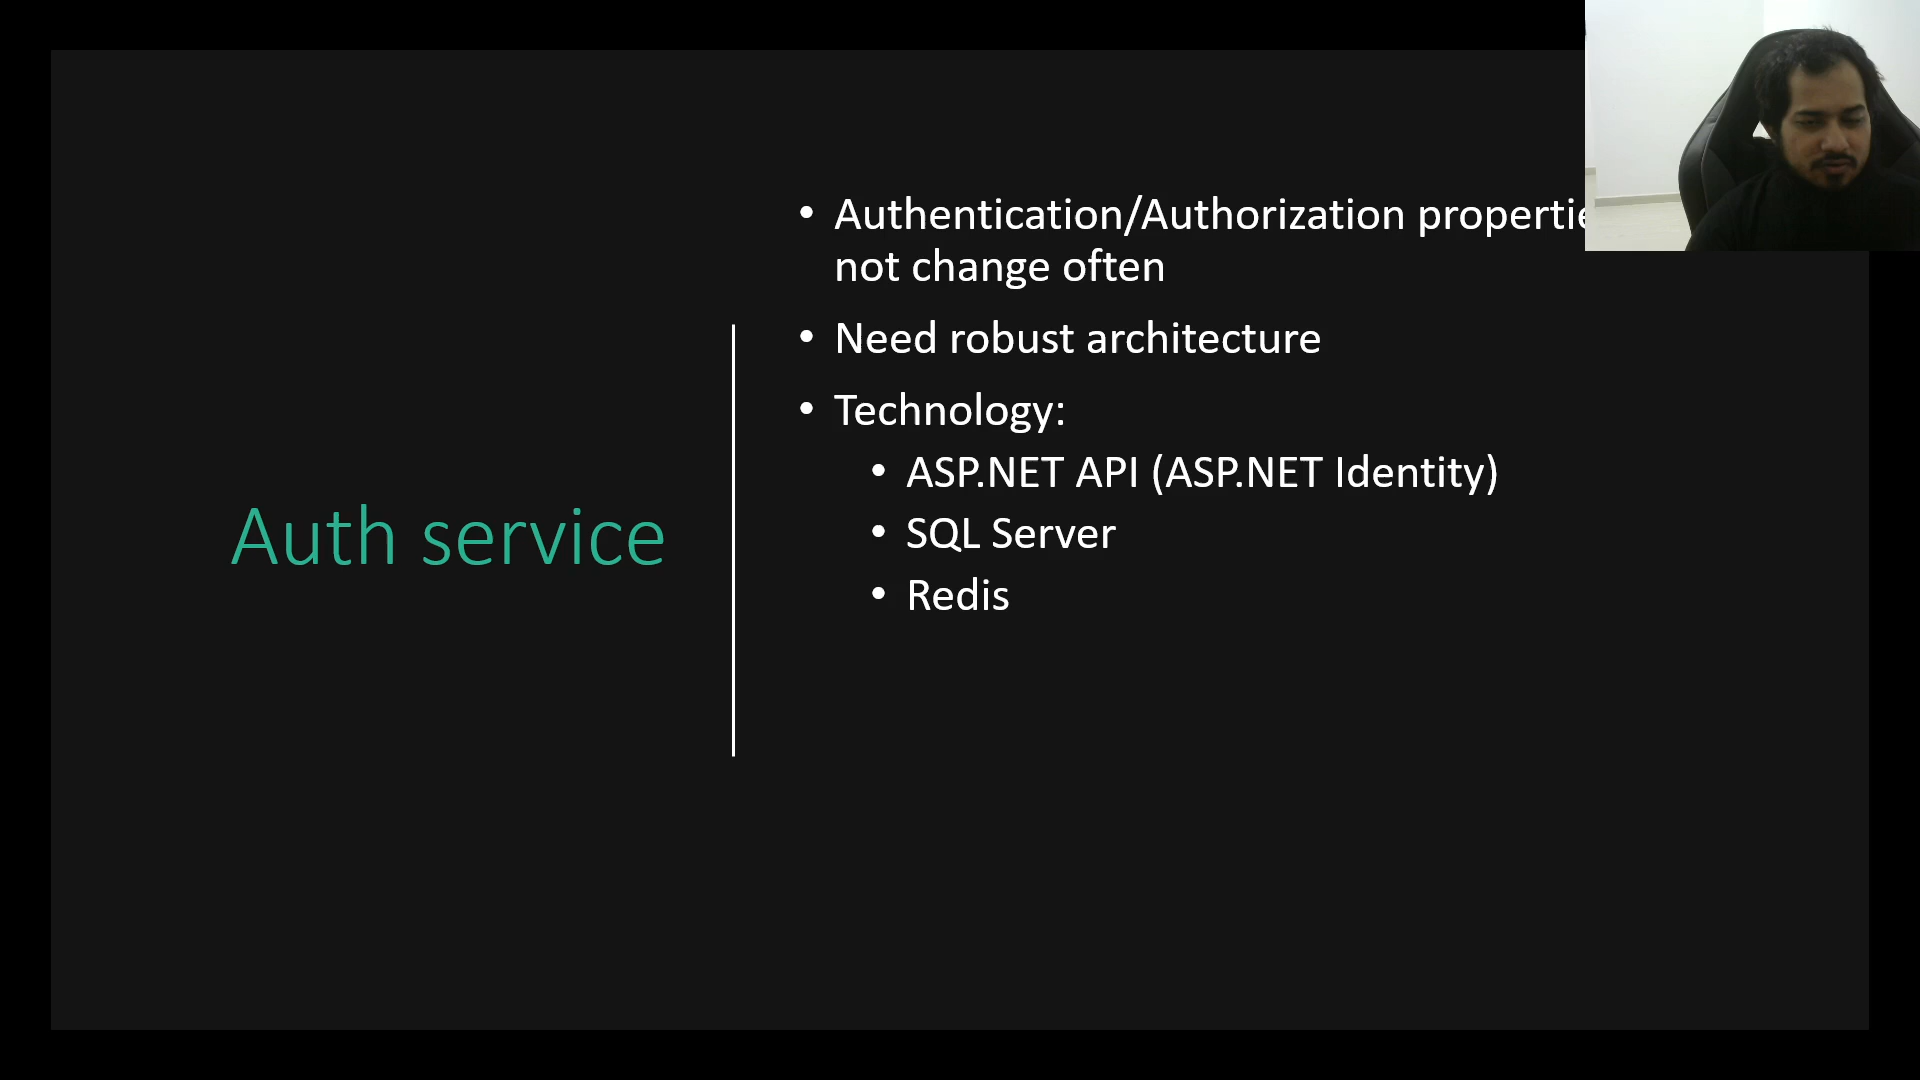 Auth service
• Authentication/Authorization
not change often
• Need robust architecture
• Technology:
• ASP.NET API (ASP.NET Identity)
• SQL Server
• Redis